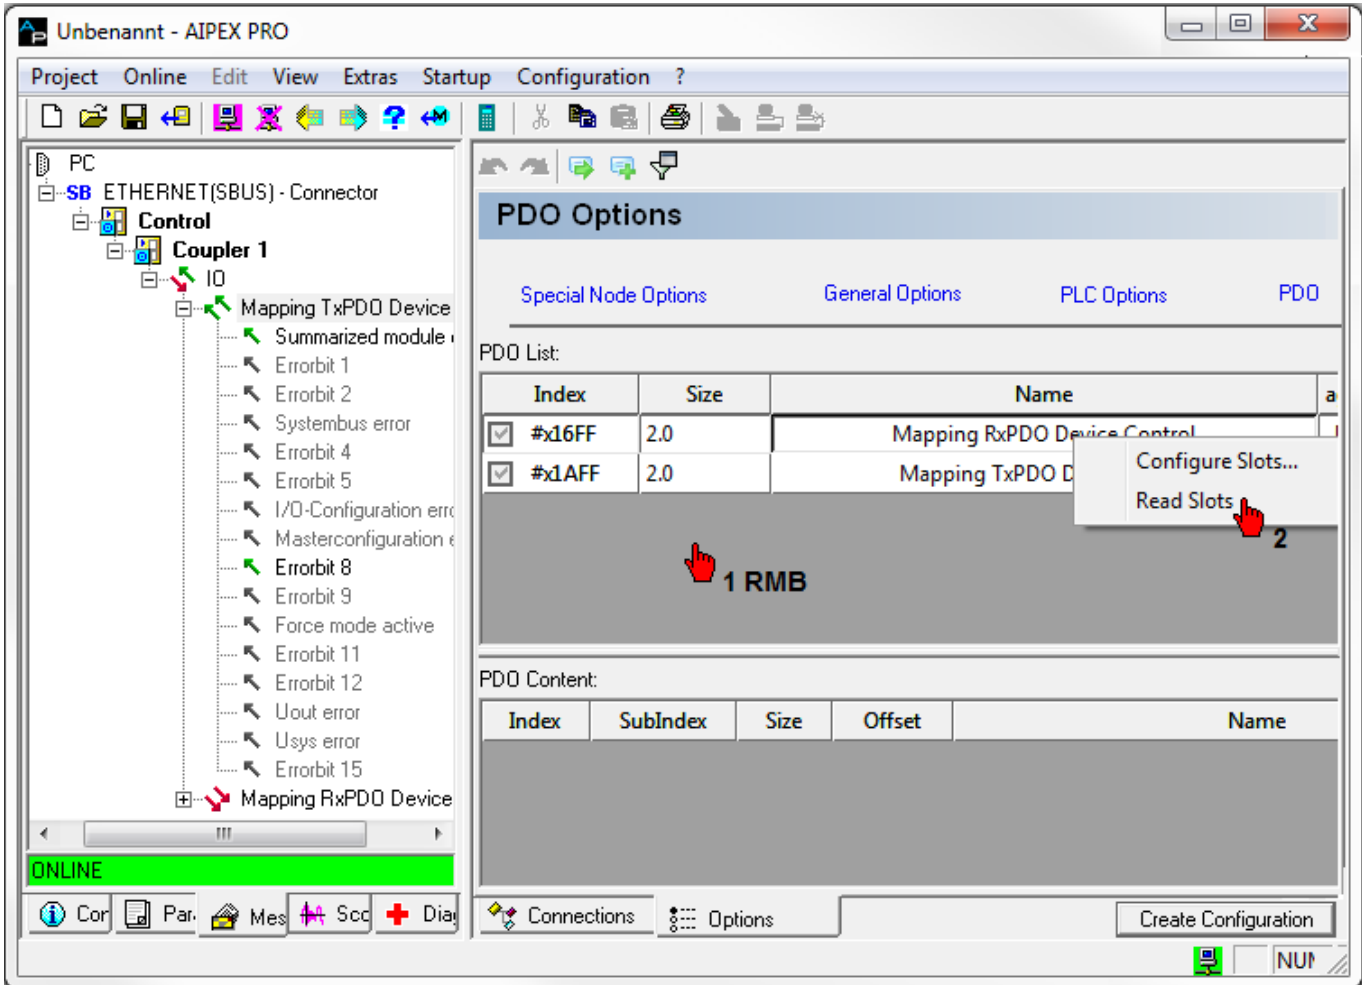 Unbenannt - AIPEX PRO
Project Online Edit View Extras Startup Configuration ?
PC
SB ETHERNET(SBUS) - Connector
Control
Coupler 1
IO
Mapping TxPDO Device
Summarized module
Errorbit 1
Errorbit 2
Systembus error
Errorbit 4
Errorbit 5
I/O-Configuration erro
Masterconfiguration e
Errorbit 8
Errorbit 9
Force mode active
Errorbit 11
Errorbit 12
Uout error
Usys error
Errorbit 15
Mapping RxPDO Device
ONLINE
Cor Par. Mes Sco Diag
PDO Options
Special Node Options General Options PLC Options PDO
PDO List:
Index Size Name a
#x16FF 2.0 Mapping RxPDO Device Control
#x1AFF 2.0 Mapping TxPDO D
Configure Slots...
Read Slots
2
1 RMB
PDO Content:
Index SubIndex Size Offset Name
Connections Options Create Configuration
NUM